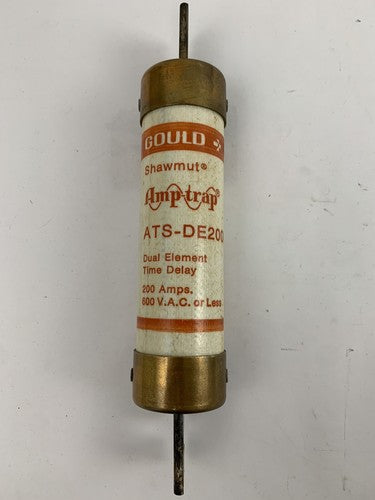 GOULD
Shawmut®
Amp-trap®
ATS-DE200
Dual Element
Time Delay
200 Amps.
600 V.A.C. or Less